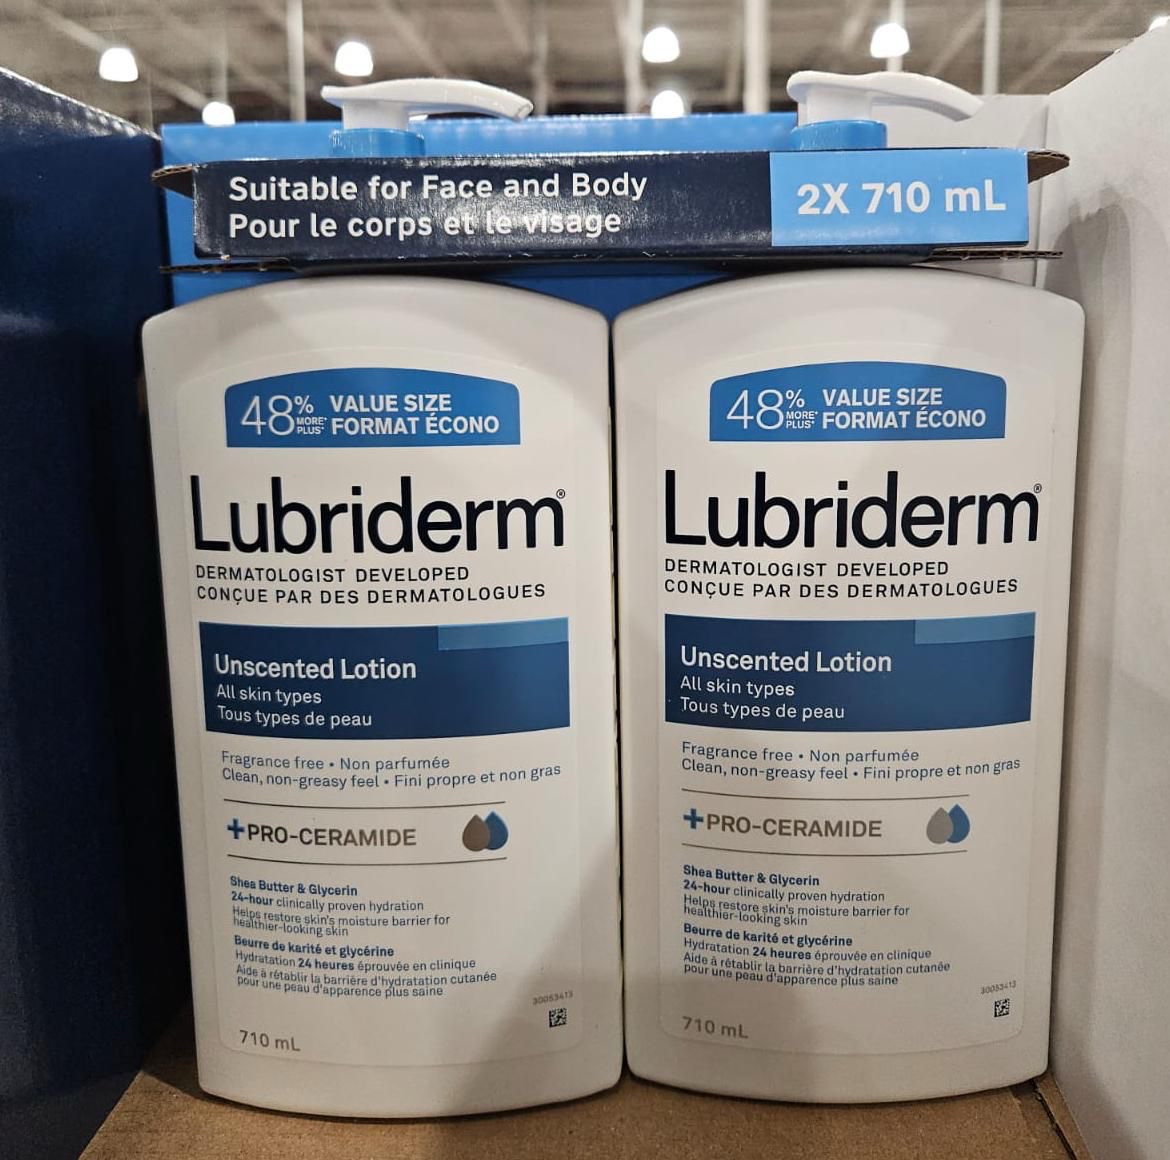 Suitable for Face and Body
Pour le corps et le visage
2X 710 mL
48% MORE* PLUS* VALUE SIZE
FORMAT ÉCONO
Lubriderm®
DERMATOLOGIST DEVELOPED
CONÇUE PAR DES DERMATOLOGUES
Unscented Lotion
All skin types
Tous types de peau
Fragrance free • Non parfumée
Clean, non-greasy feel • Fini propre et non gras
+PRO-CERAMIDE
Shea Butter & Glycerin
24-hour clinically proven hydration
Helps restore skin's moisture barrier for
healthier-looking skin
Beurre de karité et glycérine
Hydratation 24 heures éprouvée en clinique
Aide à rétablir la barrière d'hydratation cutanée
pour une peau d'apparence plus saine
30053413
710 mL
48% MORE* PLUS* VALUE SIZE
FORMAT ÉCONO
Lubriderm®
DERMATOLOGIST DEVELOPED
CONÇUE PAR DES DERMATOLOGUES
Unscented Lotion
All skin types
Tous types de peau
Fragrance free • Non parfumée
Clean, non-greasy feel • Fini propre et non gras
+PRO-CERAMIDE
Shea Butter & Glycerin
24-hour clinically proven hydration
Helps restore skin's moisture barrier for
healthier-looking skin
Beurre de karité et glycérine
Hydratation 24 heures éprouvée en clinique
Aide à rétablir la barrière d'hydratation cutanée
pour une peau d'apparence plus saine
30053413
710 mL